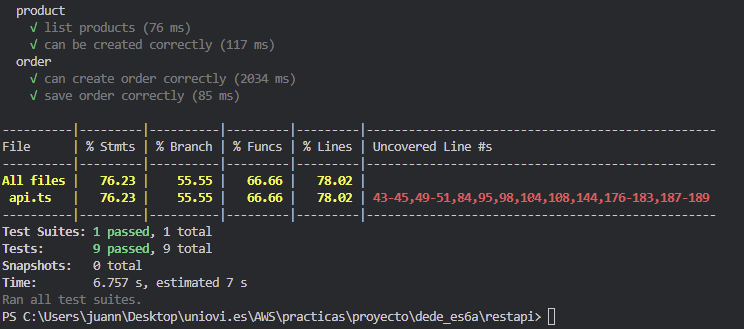 product
√ list products (76 ms)
√ can be created correctly (117 ms)
order
√ can create order correctly (2034 ms)
√ save order correctly (85 ms)
----------|---------|----------|---------|---------|-------------------------------------------
File      | % Stmts | % Branch | % Funcs | % Lines | Uncovered Line #s
----------|---------|----------|---------|---------|-------------------------------------------
All files |   76.23 |    55.55 |   66.66 |   78.02 |
 api.ts   |   76.23 |    55.55 |   66.66 |   78.02 | 43-45,49-51,84,95,98,104,108,144,176-183,187-189
----------|---------|----------|---------|---------|-------------------------------------------
Test Suites: 1 passed, 1 total
Tests:       9 passed, 9 total
Snapshots:   0 total
Time:        6.757 s, estimated 7 s
Ran all test suites.
PS C:\Users\juann\Desktop\uniovi.es\AWS\practicas\proyecto\dede_es6a\restapi>